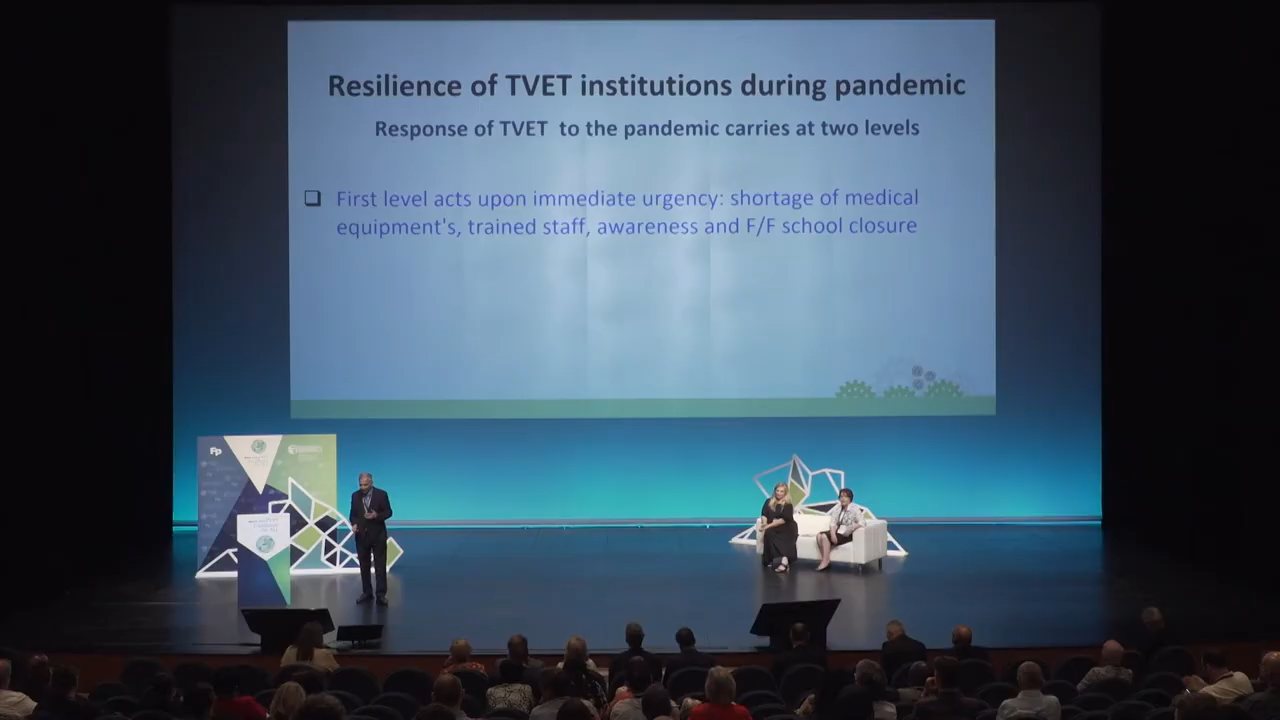 Resilience of TVET institutions during pandemic
Response of TVET to the pandemic carries at two levels
First level acts upon immediate urgency: shortage of medical
equipment's, trained staff, awareness and F/F school closure